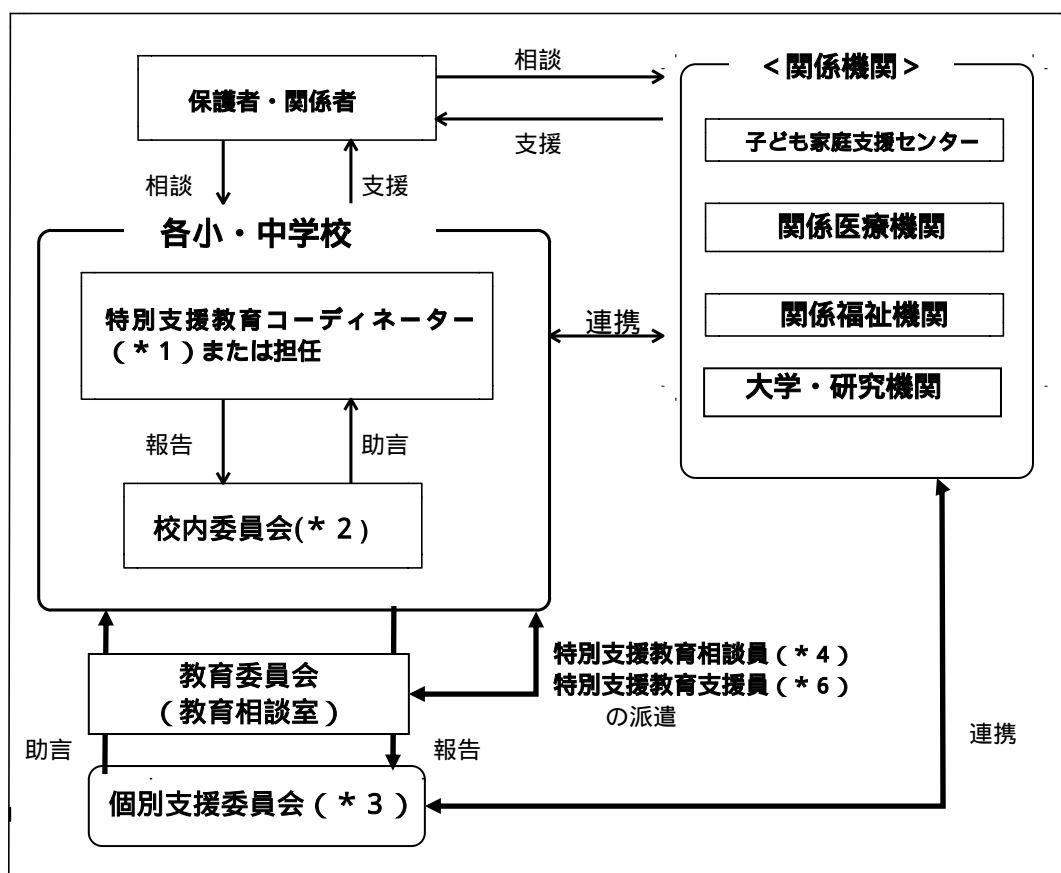 相談
<関係機関>
保護者・関係者
支援
子ども家庭支援センター
相談
支援
関係医療機関
各小・中学校
特別支援教育コーディネーター
(*1)または担任
連携
関係福祉機関
大学・研究機関
報告
助言
校内委員会(*2)
特別支援教育相談員(*4)
特別支援教育支援員(*6)
の派遣
教育委員会
(教育相談室)
助言
報告
連携
個別支援委員会(*3)